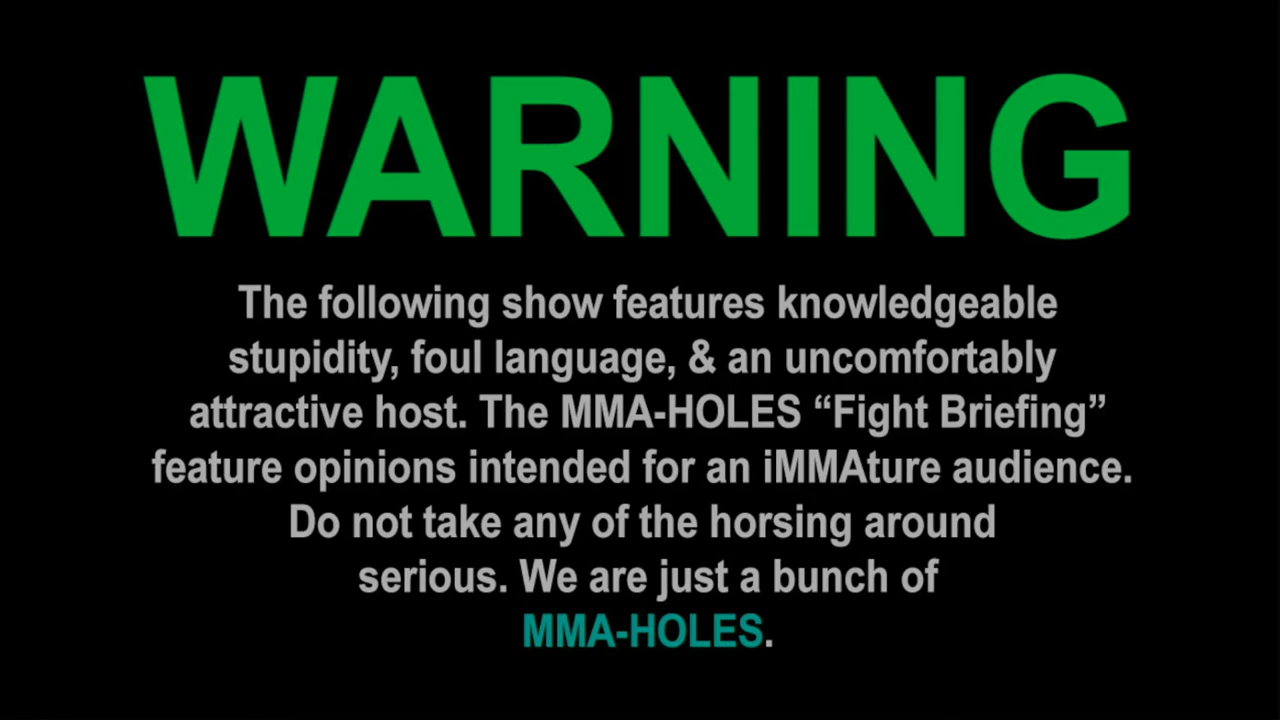 WARNING
The following show features knowledgeable
stupidity, foul language, & an uncomfortably
attractive host. The MMA-HOLES “Fight Briefing”
feature opinions intended for an iMMAture audience.
Do not take any of the horsing around
serious. We are just a bunch of
MMA-HOLES.